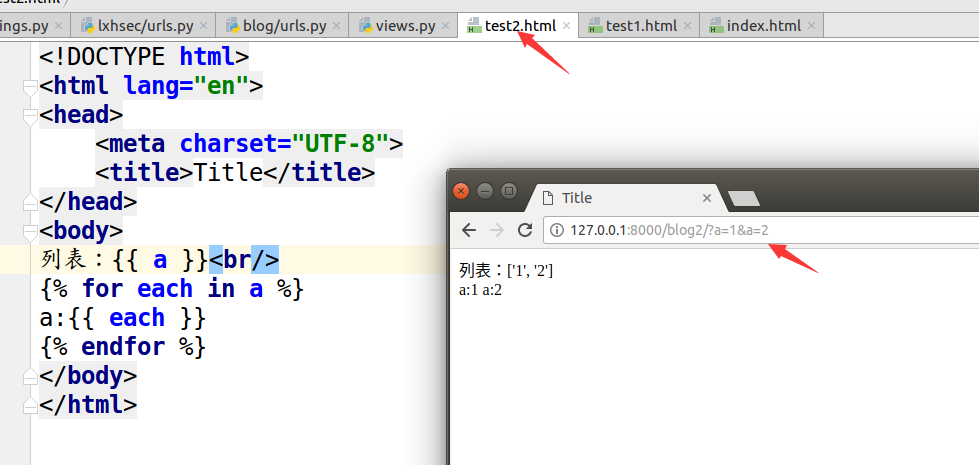 est2.html
ings.py × lxhsec/urls.py × blog/urls.py × views.py × test2.html × test1.html × index.html ×
<!DOCTYPE html>
<html lang="en">
<head>
<meta charset="UTF-8">
<title>Title</title>
</head>
<body>
列表：{{ a }}<br/>
{% for each in a %}
a:{{ each }}
{% endfor %}
</body>
</html>
Title ×
127.0.0.1:8000/blog2/?a=1&a=2
列表：['1', '2']
a:1 a:2